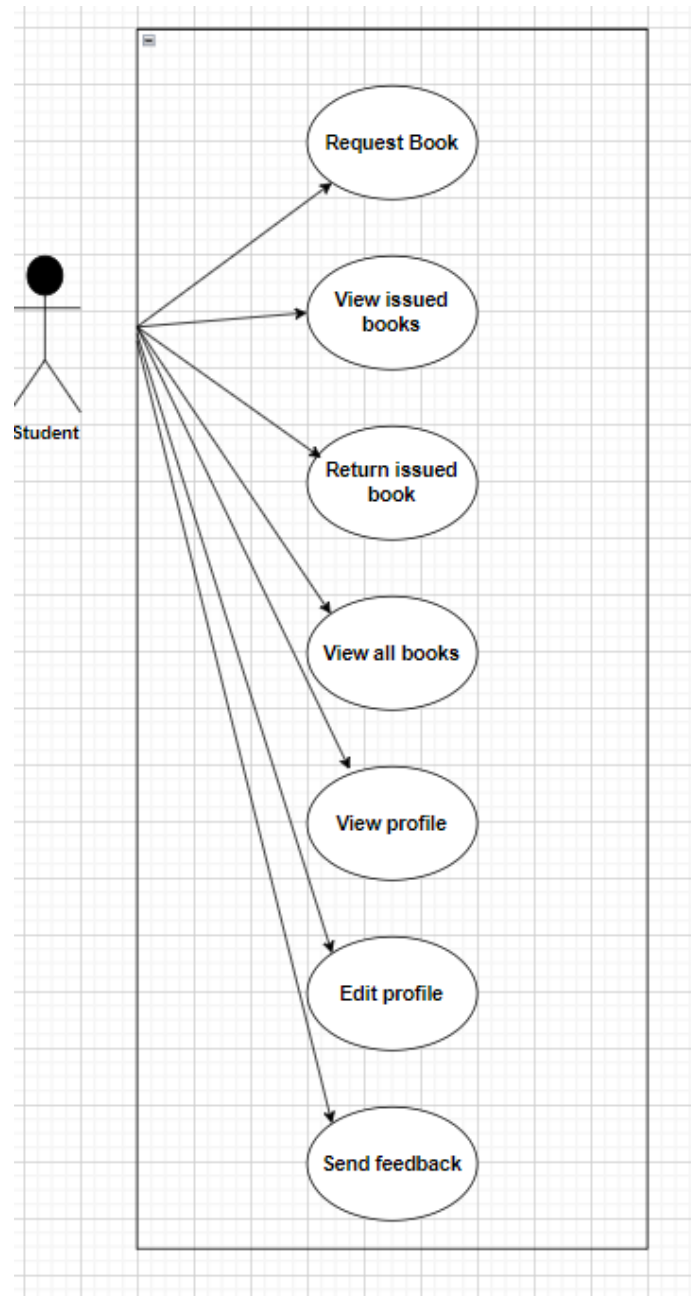 Request Book
View issued
books
Student
Return issued
book
View all books
View profile
Edit profile
Send feedback